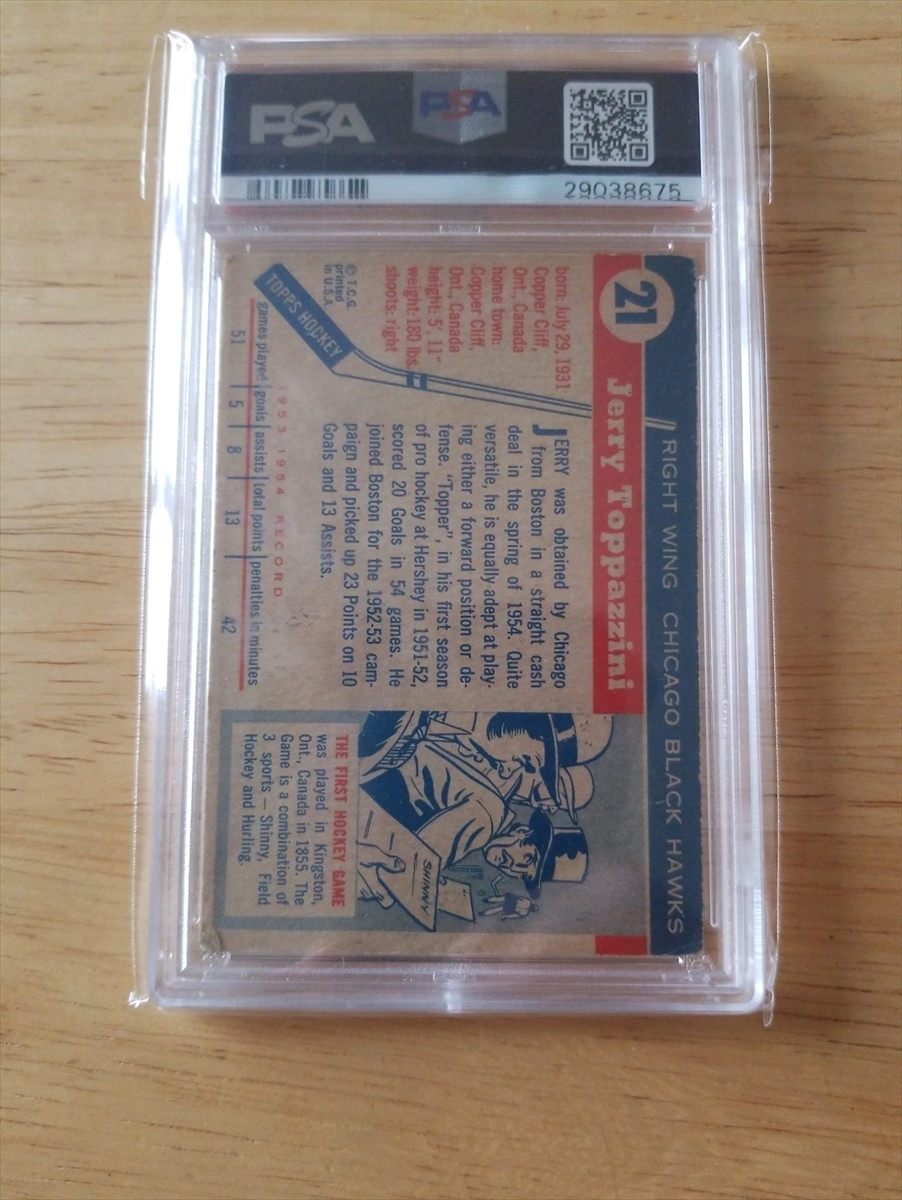 PSA
PSA
29038675
21
RIGHT WING CHICAGO BLACK HAWKS
Jerry Toppazzini
born: July 29, 1931
Copper Cliff,
Ont., Canada
home town:
Copper Cliff,
Ont., Canada
height: 5', 11"
weight: 180 lbs.
shoots: right
© T.C.G.
printed
in U.S.A.
TOPPS HOCKEY
JERRY was obtained by Chicago
from Boston in a straight cash
deal in the spring of 1954. Quite
versatile, he is equally adept at play-
ing either a forward position or de-
fense. "Topper", in his first season
of pro hockey at Hershey in 1951-52,
scored 20 Goals in 54 games. He
joined Boston for the 1952-53 cam-
paign and picked up 23 Points on 10
Goals and 13 Assists.
1953-1954 RECORD
games played goals assists total points penalties in minutes
51 5 8 13 42
SHINNY
THE FIRST HOCKEY GAME
was played in Kingston,
Ont., Canada in 1855. The
Game is a combination of
3 sports — Shinny, Field
Hockey and Hurling.